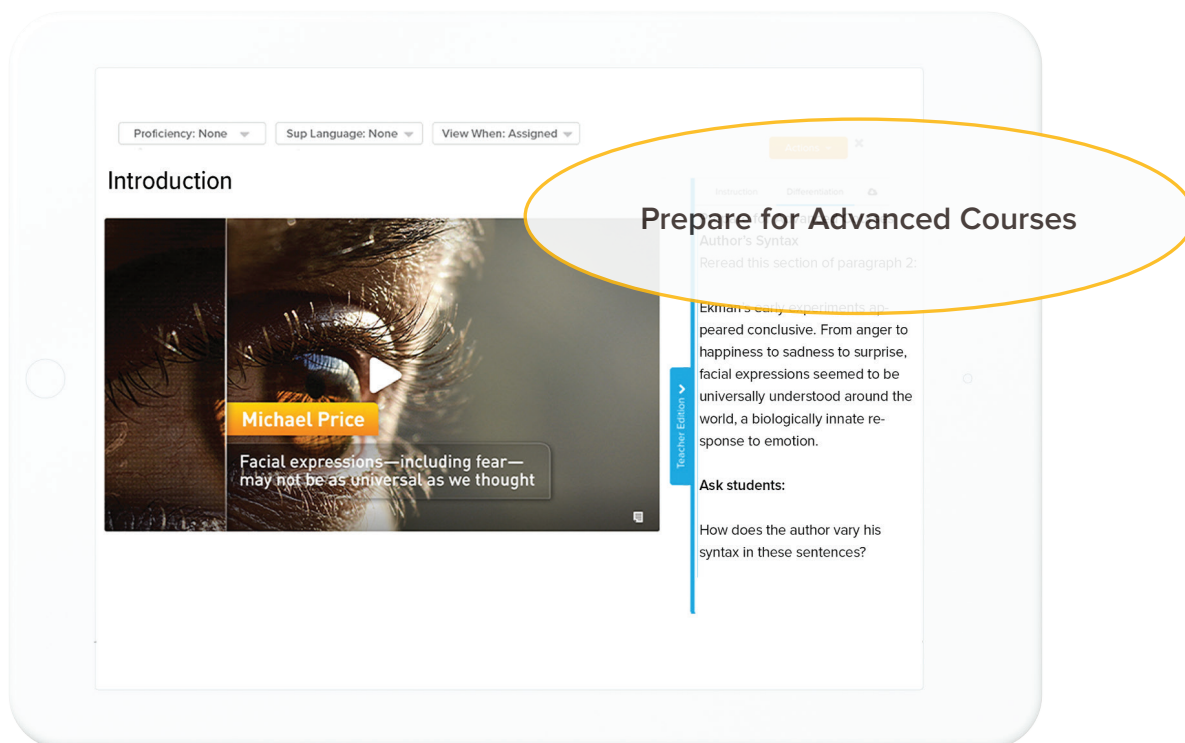 Proficiency: None
Sup Language: None
View When: Assigned
Actions
Introduction
Instruction
Differentiation
Prepare for Advanced Courses
Author's Syntax
Reread this section of paragraph 2:
Ekman's early experiments ap-
peared conclusive. From anger to
happiness to sadness to surprise,
facial expressions seemed to be
universally understood around the
world, a biologically innate re-
sponse to emotion.
Ask students:
How does the author vary his
syntax in these sentences?
Teacher Edition
Michael Price
Facial expressions—including fear—
may not be as universal as we thought